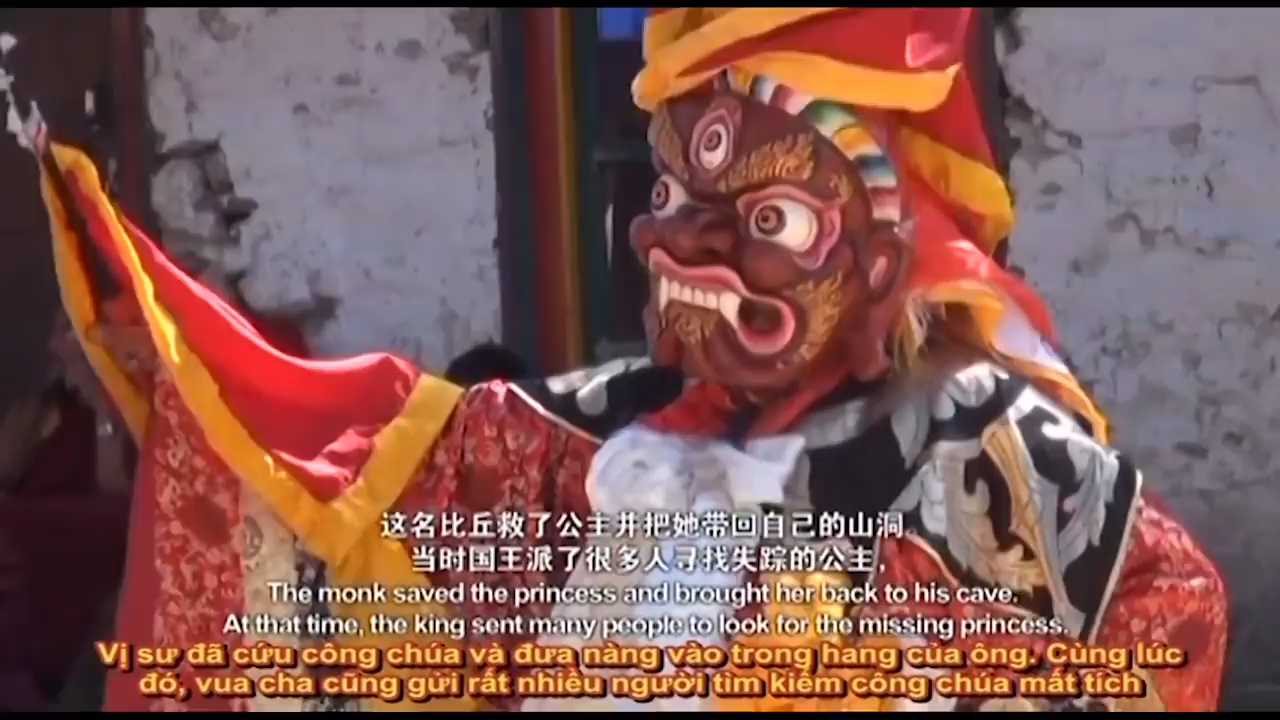 这名比丘救了公主并把她带回自己的山洞。
当时国王派了很多人寻找失踪的公主，
The monk saved the princess and brought her back to his cave.
At that time, the king sent many people to look for the missing princess.
Vị sư đã cứu công chúa và đưa nàng vào trong hang của ông. Cùng lúc
đó, vua cha cũng gửi rất nhiều người tìm kiếm công chúa mất tích